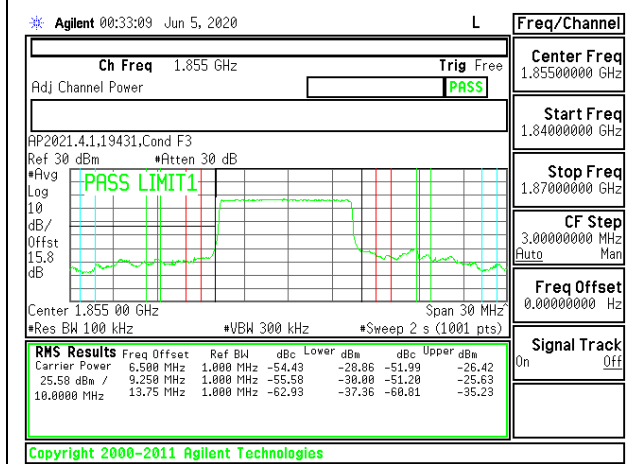 Agilent 00:33:09 Jun 5, 2020 L
Freq/Channel
Ch Freq 1.855 GHz Trig Free
Adj Channel Power PASS
Center Freq
1.85500000 GHz
Start Freq
1.84000000 GHz
Stop Freq
1.87000000 GHz
CF Step
3.00000000 MHz
Auto Man
Freq Offset
0.00000000 Hz
Signal Track
On Off
AP2021.4.1,19431,Cond F3
Ref 30 dBm #Atten 30 dB
#Avg
Log
10
dB/
Offst
15.8
dB
PASS LIMIT1
Center 1.855 00 GHz Span 30 MHz^
#Res BW 100 kHz #VBW 300 kHz #Sweep 2 s (1001 pts)
RMS Results Freq Offset Ref BW dBc Lower dBm dBc Upper dBm
Carrier Power 6.500 MHz 1.000 MHz -54.43 -28.86 -51.99 -26.42
25.58 dBm / 9.250 MHz 1.000 MHz -55.58 -30.00 -51.20 -25.63
10.0000 MHz 13.75 MHz 1.000 MHz -62.93 -37.36 -60.81 -35.23
Copyright 2000-2011 Agilent Technologies